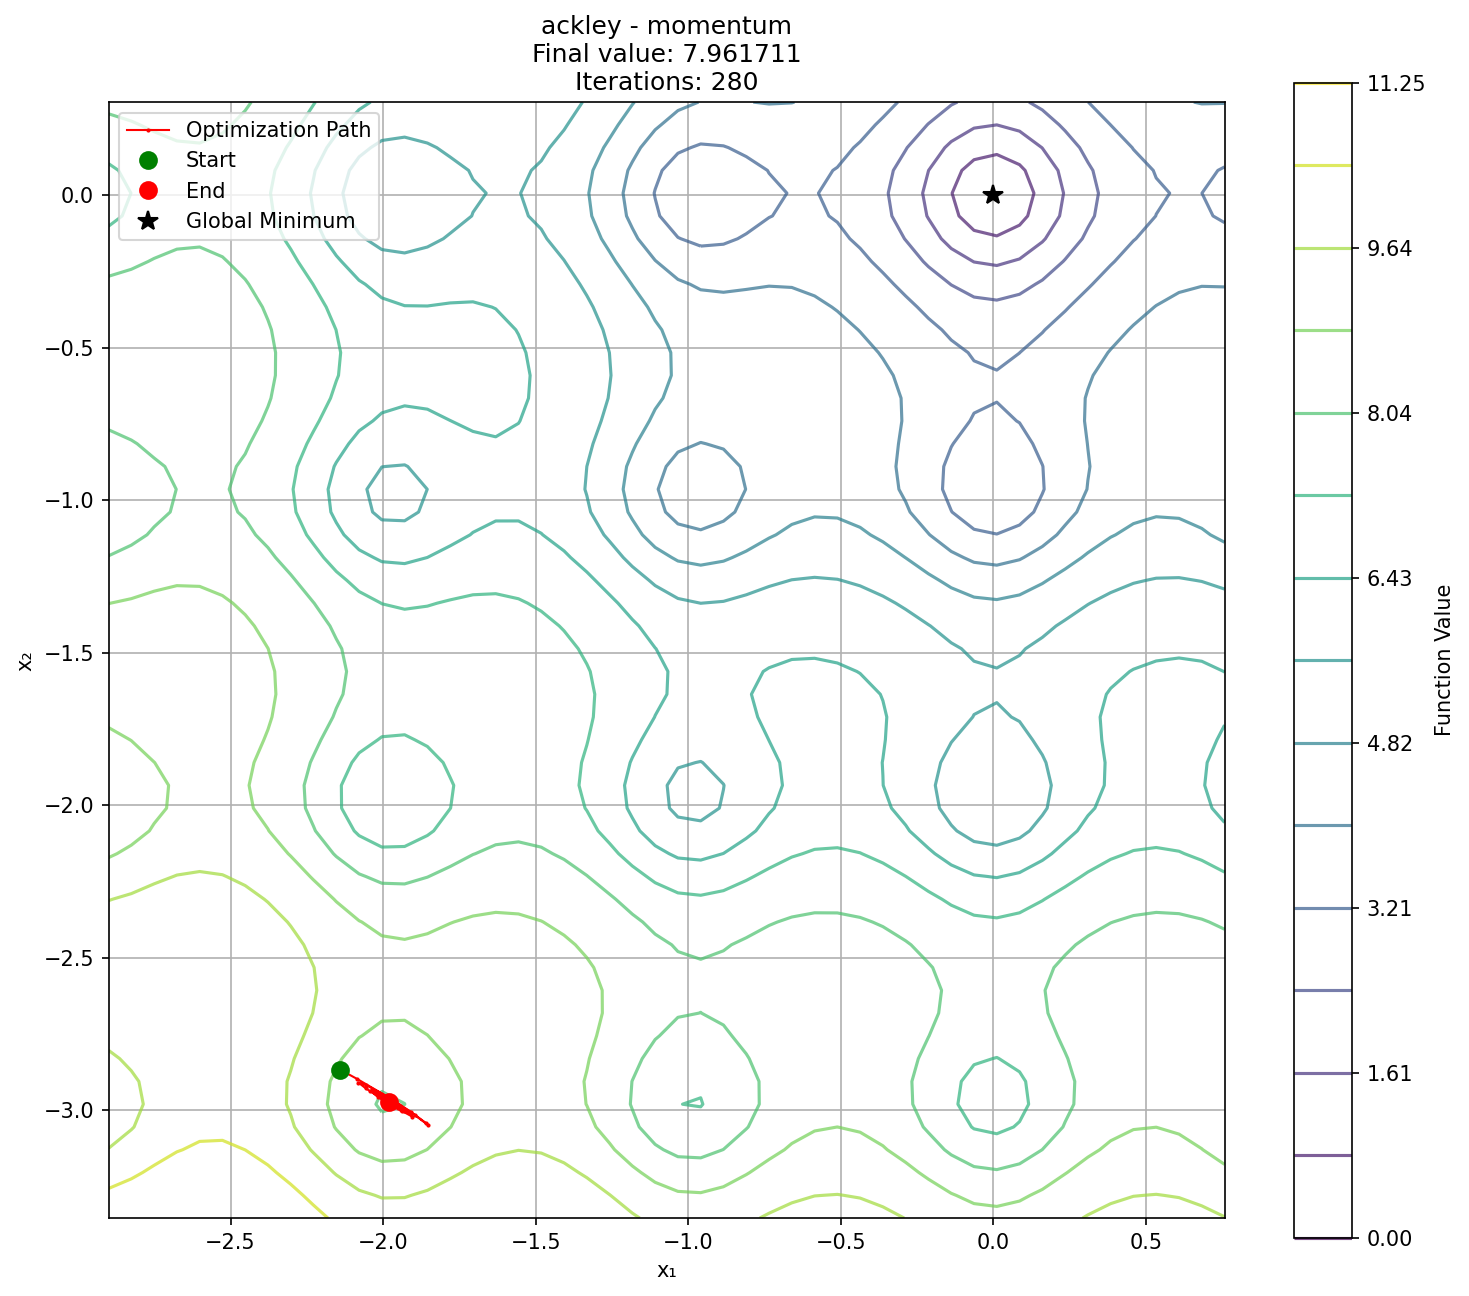 ackley - momentum
Final value: 7.961711
Iterations: 280
Optimization Path
Start
End
Global Minimum
0.0
−0.5
−1.0
−1.5
−2.0
−2.5
−3.0
x₂
−2.5
−2.0
−1.5
−1.0
−0.5
0.0
0.5
x₁
11.25
9.64
8.04
6.43
4.82
3.21
1.61
0.00
Function Value